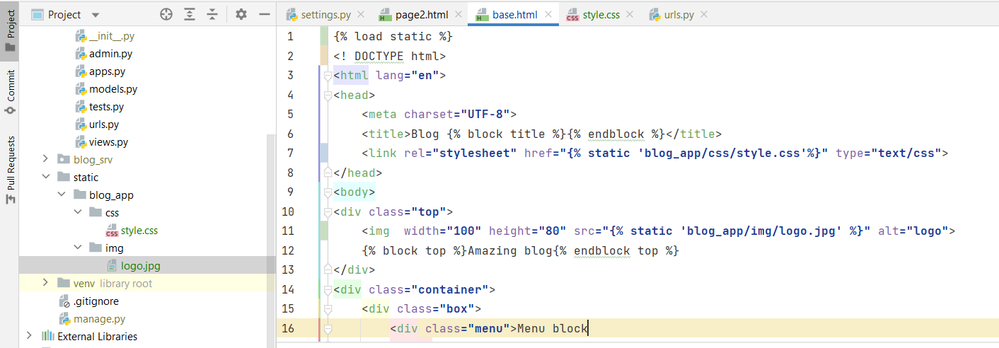 Project
settings.py
page2.html
base.html
style.css
urls.py
Project
Commit
Pull Requests
__init__.py
admin.py
apps.py
models.py
tests.py
urls.py
views.py
blog_srv
static
blog_app
css
style.css
img
logo.jpg
venv library root
.gitignore
manage.py
External Libraries
1 {% load static %}
2 <! DOCTYPE html>
3 <html lang="en">
4 <head>
5 <meta charset="UTF-8">
6 <title>Blog {% block title %}{% endblock %}</title>
7 <link rel="stylesheet" href="{% static 'blog_app/css/style.css'%}" type="text/css">
8 </head>
9 <body>
10 <div class="top">
11 <img  width="100" height="80" src="{% static 'blog_app/img/logo.jpg' %}" alt="logo">
12 {% block top %}Amazing blog{% endblock top %}
13 </div>
14 <div class="container">
15 <div class="box">
16 <div class="menu">Menu block